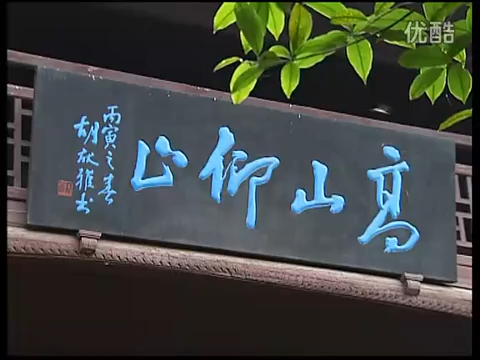 优酷
高山仰止
丙寅之春
胡 雅书